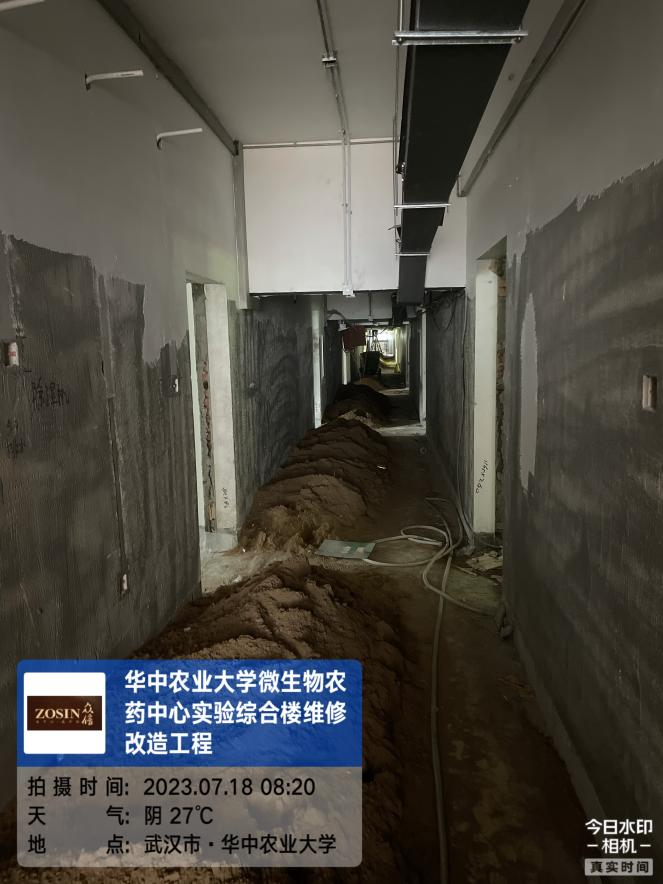 华中农业大学微生物农
药中心实验综合楼维修
改造工程
ZOSIN 众信
拍摄时间: 2023.07.18 08:20
天 气: 阴 27℃
地 点: 武汉市·华中农业大学
今日水印
-相机-
真实时间